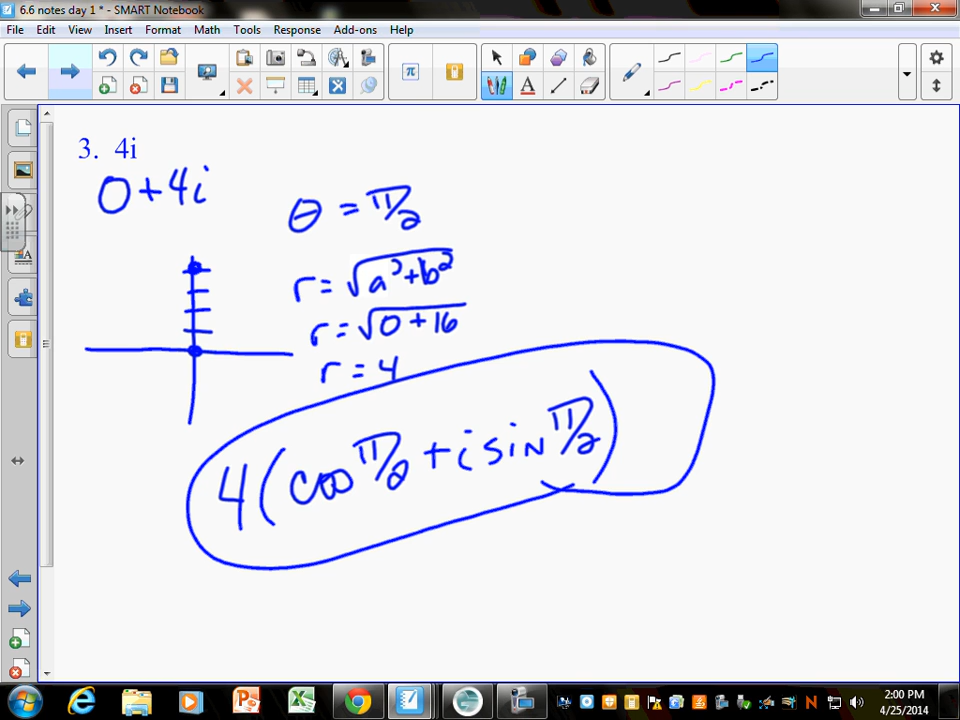 6.6 notes day 1 * - SMART Notebook
File Edit View Insert Format Math Tools Response Add-ons Help
3. 4i
0+4i
θ = π/2
r = √a²+b²
r = √0+16
r = 4
4(cos π/2 + i sin π/2)
2:00 PM
4/25/2014